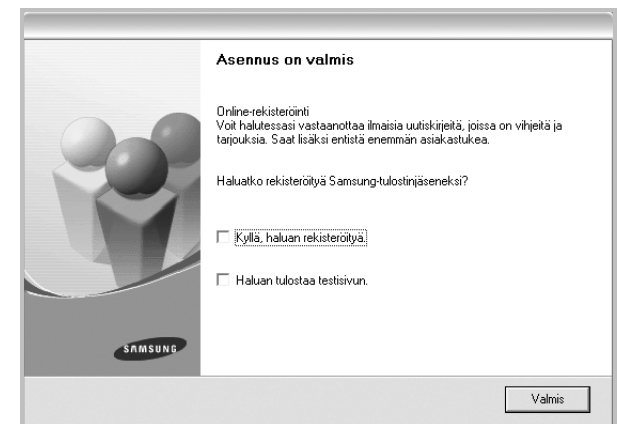 Asennus on valmis
Online-rekisteröinti
Voit halutessasi vastaanottaa ilmaisia uutiskirjeitä, joissa on vihjeitä ja
tarjouksia. Saat lisäksi entistä enemmän asiakastukea.
Haluatko rekisteröityä Samsung-tulostinjäseneksi?
Kyllä, haluan rekisteröityä.
Haluan tulostaa testisivun.
SAMSUNG
Valmis